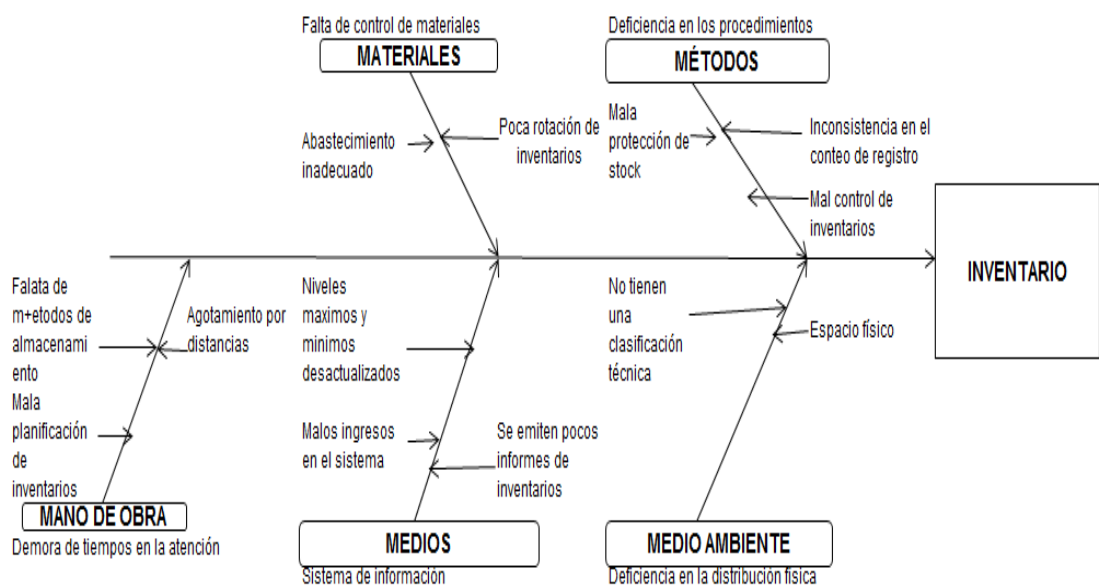 Falta de control de materiales
MATERIALES
Abastecimiento
inadecuado
Poca rotación de
inventarios
Deficiencia en los procedimientos
MÉTODOS
Mala
protección de
stock
Inconsistencia en el
conteo de registro
Mal control de
inventarios
INVENTARIO
Falata de
m+etodos de
almacenami
ento
Mala
planificación
de
inventarios
Agotamiento por
distancias
MANO DE OBRA
Demora de tiempos en la atención
Niveles
maximos y
minimos
desactualizados
Malos ingresos
en el sistema
Se emiten pocos
informes de
inventarios
MEDIOS
Sistema de información
No tienen
una
clasificación
técnica
Espacio físico
MEDIO AMBIENTE
Deficiencia en la distribución física